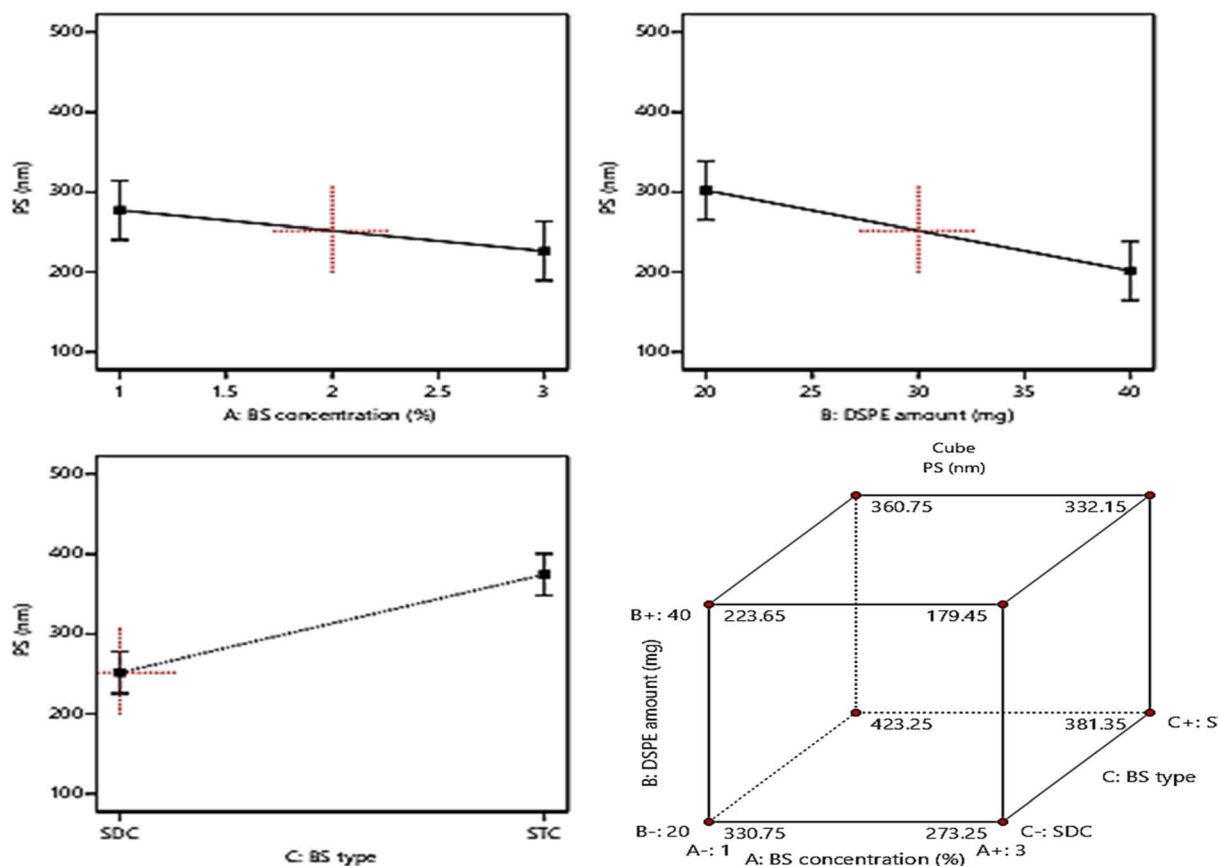 500
400
300
200
100
PS (nm)
1 1.5 2 2.5 3
A: BS concentration (%)
500
400
300
200
100
PS (nm)
20 25 30 35 40
B: DSPE amount (mg)
500
400
300
200
100
PS (nm)
SDC STC
C: BS type
Cube
PS (nm)
360.75 332.15
B+: 40 223.65 179.45
B: DSPE amount (mg)
423.25 381.35 C+: S
C: BS type
B-: 20 330.75 273.25 C-: SDC
A-: 1 A+: 3
A: BS concentration (%)